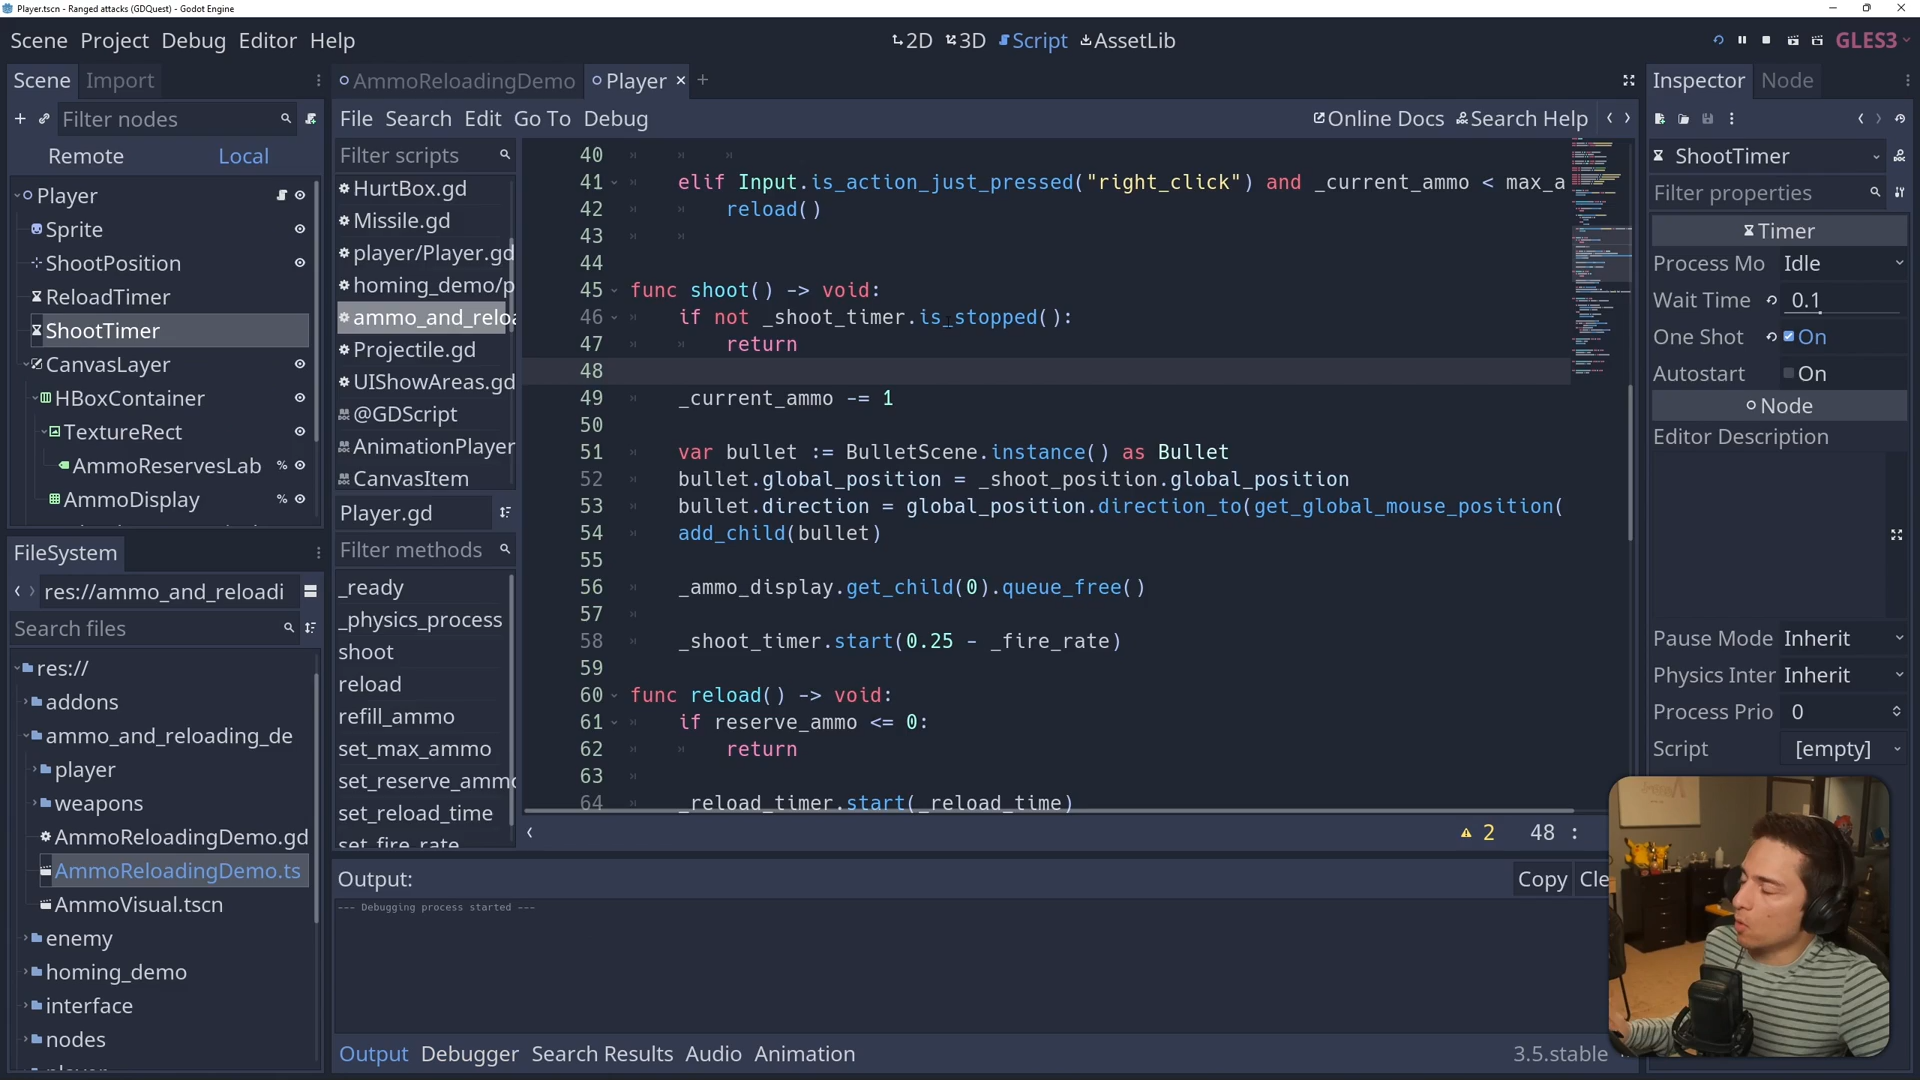 Player.tscn - Ranged attacks (GDQuest) - Godot Engine
Scene Project Debug Editor Help
2D 3D Script AssetLib
GLES3
Scene Import
Filter nodes
Remote Local
Player
Sprite
ShootPosition
ReloadTimer
ShootTimer
CanvasLayer
HBoxContainer
TextureRect
AmmoReservesLab %
AmmoDisplay %
FileSystem
res://ammo_and_reloadi
Search files
res://
addons
ammo_and_reloading_de
player
weapons
AmmoReloadingDemo.gd
AmmoReloadingDemo.ts
AmmoVisual.tscn
enemy
homing_demo
interface
nodes
AmmoReloadingDemo Player × +
File Search Edit Go To Debug
Online Docs Search Help
Filter scripts
HurtBox.gd
Missile.gd
player/Player.gd
homing_demo/p
ammo_and_reloa
Projectile.gd
UIShowAreas.gd
@GDScript
AnimationPlayer
CanvasItem
Player.gd
Filter methods
_ready
_physics_process
shoot
reload
refill_ammo
set_max_ammo
set_reserve_ammo
set_reload_time
set_fire_rate
40
41 elif Input.is_action_just_pressed("right_click") and _current_ammo < max_a
42 reload()
43
44
45 func shoot() -> void:
46 if not _shoot_timer.is_stopped():
47 return
48
49 _current_ammo -= 1
50
51 var bullet := BulletScene.instance() as Bullet
52 bullet.global_position = _shoot_position.global_position
53 bullet.direction = global_position.direction_to(get_global_mouse_position(
54 add_child(bullet)
55
56 _ammo_display.get_child(0).queue_free()
57
58 _shoot_timer.start(0.25 - _fire_rate)
59
60 func reload() -> void:
61 if reserve_ammo <= 0:
62 return
63
64 _reload_timer.start(_reload_time)
2 48 :
Output:
Copy Cle
--- Debugging process started ---
Output Debugger Search Results Audio Animation
3.5.stable
Inspector Node
ShootTimer
Filter properties
Timer
Process Mo Idle
Wait Time 0.1
One Shot On
Autostart On
Node
Editor Description
Pause Mode Inherit
Physics Inter Inherit
Process Prio 0
Script [empty]